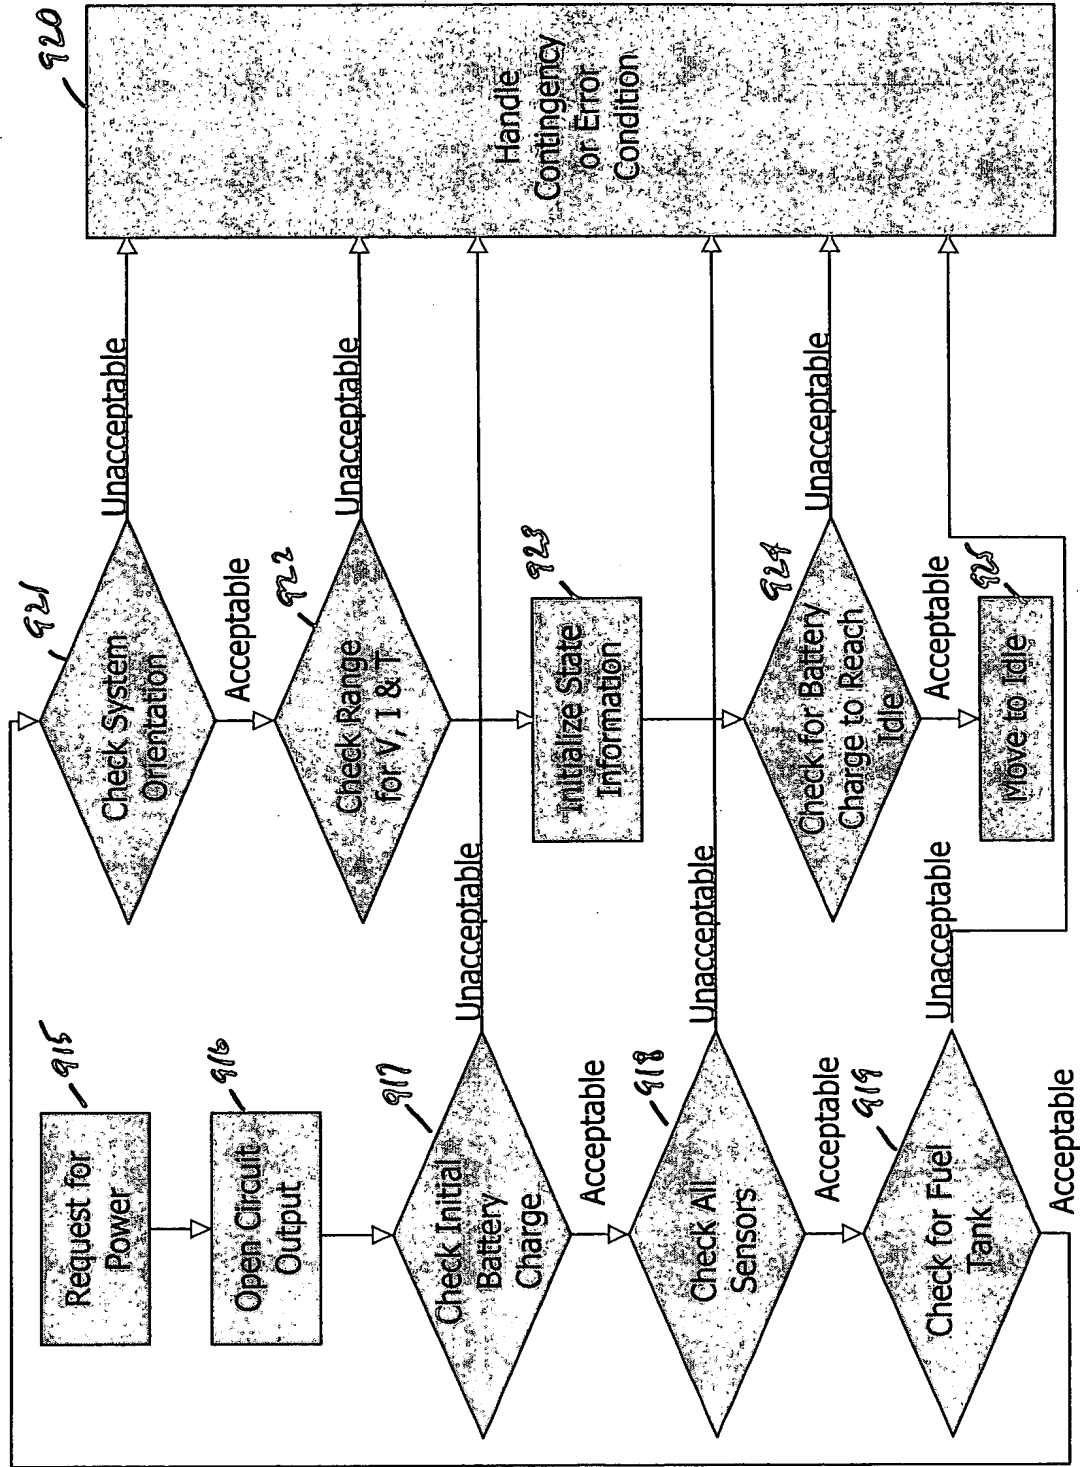 915
Request for
Power
916
Open Circuit
Output
917
Check Initial
Battery
Charge
Unacceptable
Acceptable
918
Check All
Sensors
Unacceptable
Acceptable
919
Check for Fuel
Tank
Unacceptable
Acceptable
921
Check System
Orientation
Unacceptable
Acceptable
922
Check Range
for V, I & T
Unacceptable
923
Initialize State
Information
924
Check for Battery
Charge to Reach
Idle
Unacceptable
Acceptable
925
Move to Idle
920
Handle
Contingency
or Error
Condition